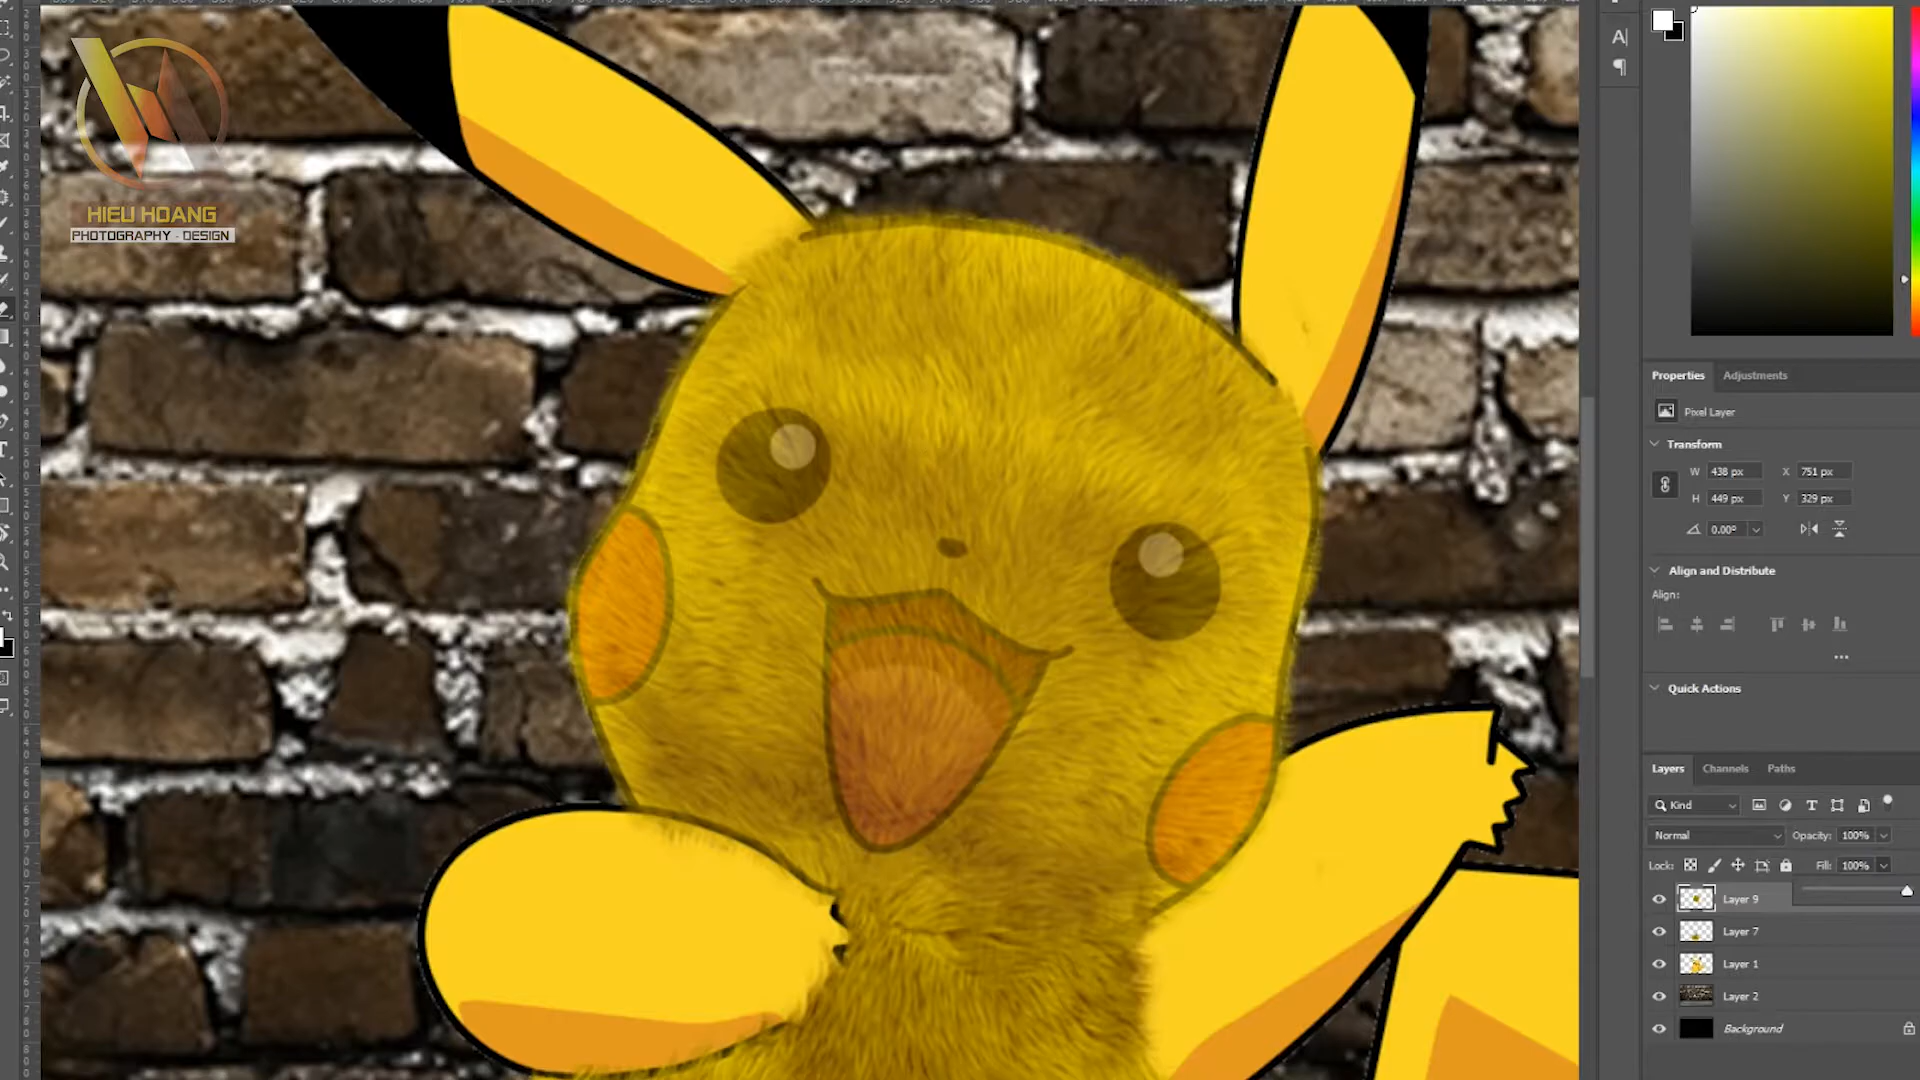 HIEU HOANG
PHOTOGRAPHY - DESIGN
A
Properties
Adjustments
Pixel Layer
Transform
W 438 px X 751 px
H 449 px Y 329 px
0.00°
Align and Distribute
Align:
Quick Actions
Layers Channels Paths
Kind
Normal Opacity: 100%
Lock: Fill: 100%
Layer 9
Layer 7
Layer 1
Layer 2
Background